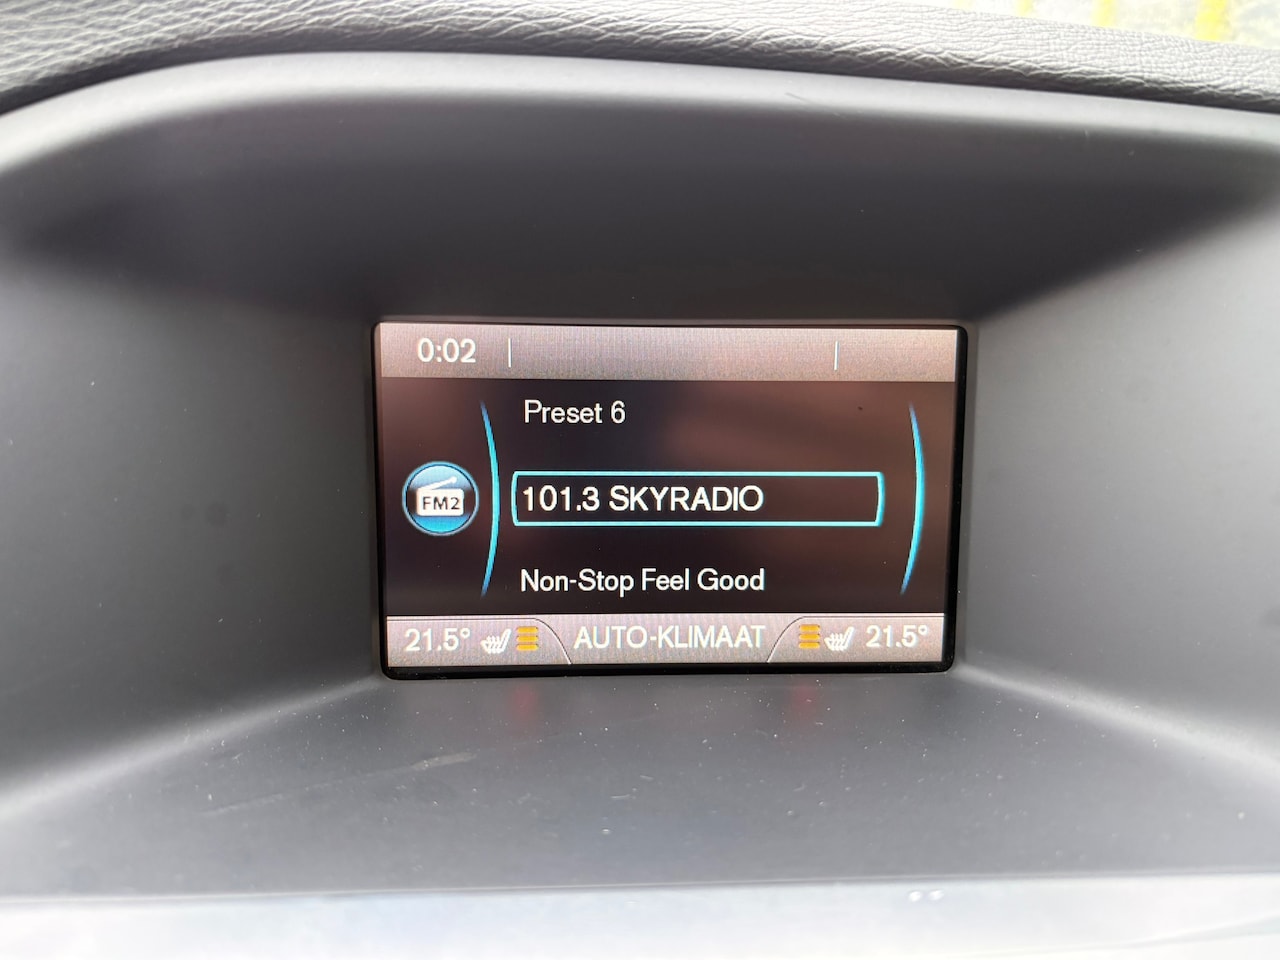 0:02
Preset 6
FM2
101.3 SKYRADIO
Non-Stop Feel Good
21.5° AUTO-KLIMAAT 21.5°